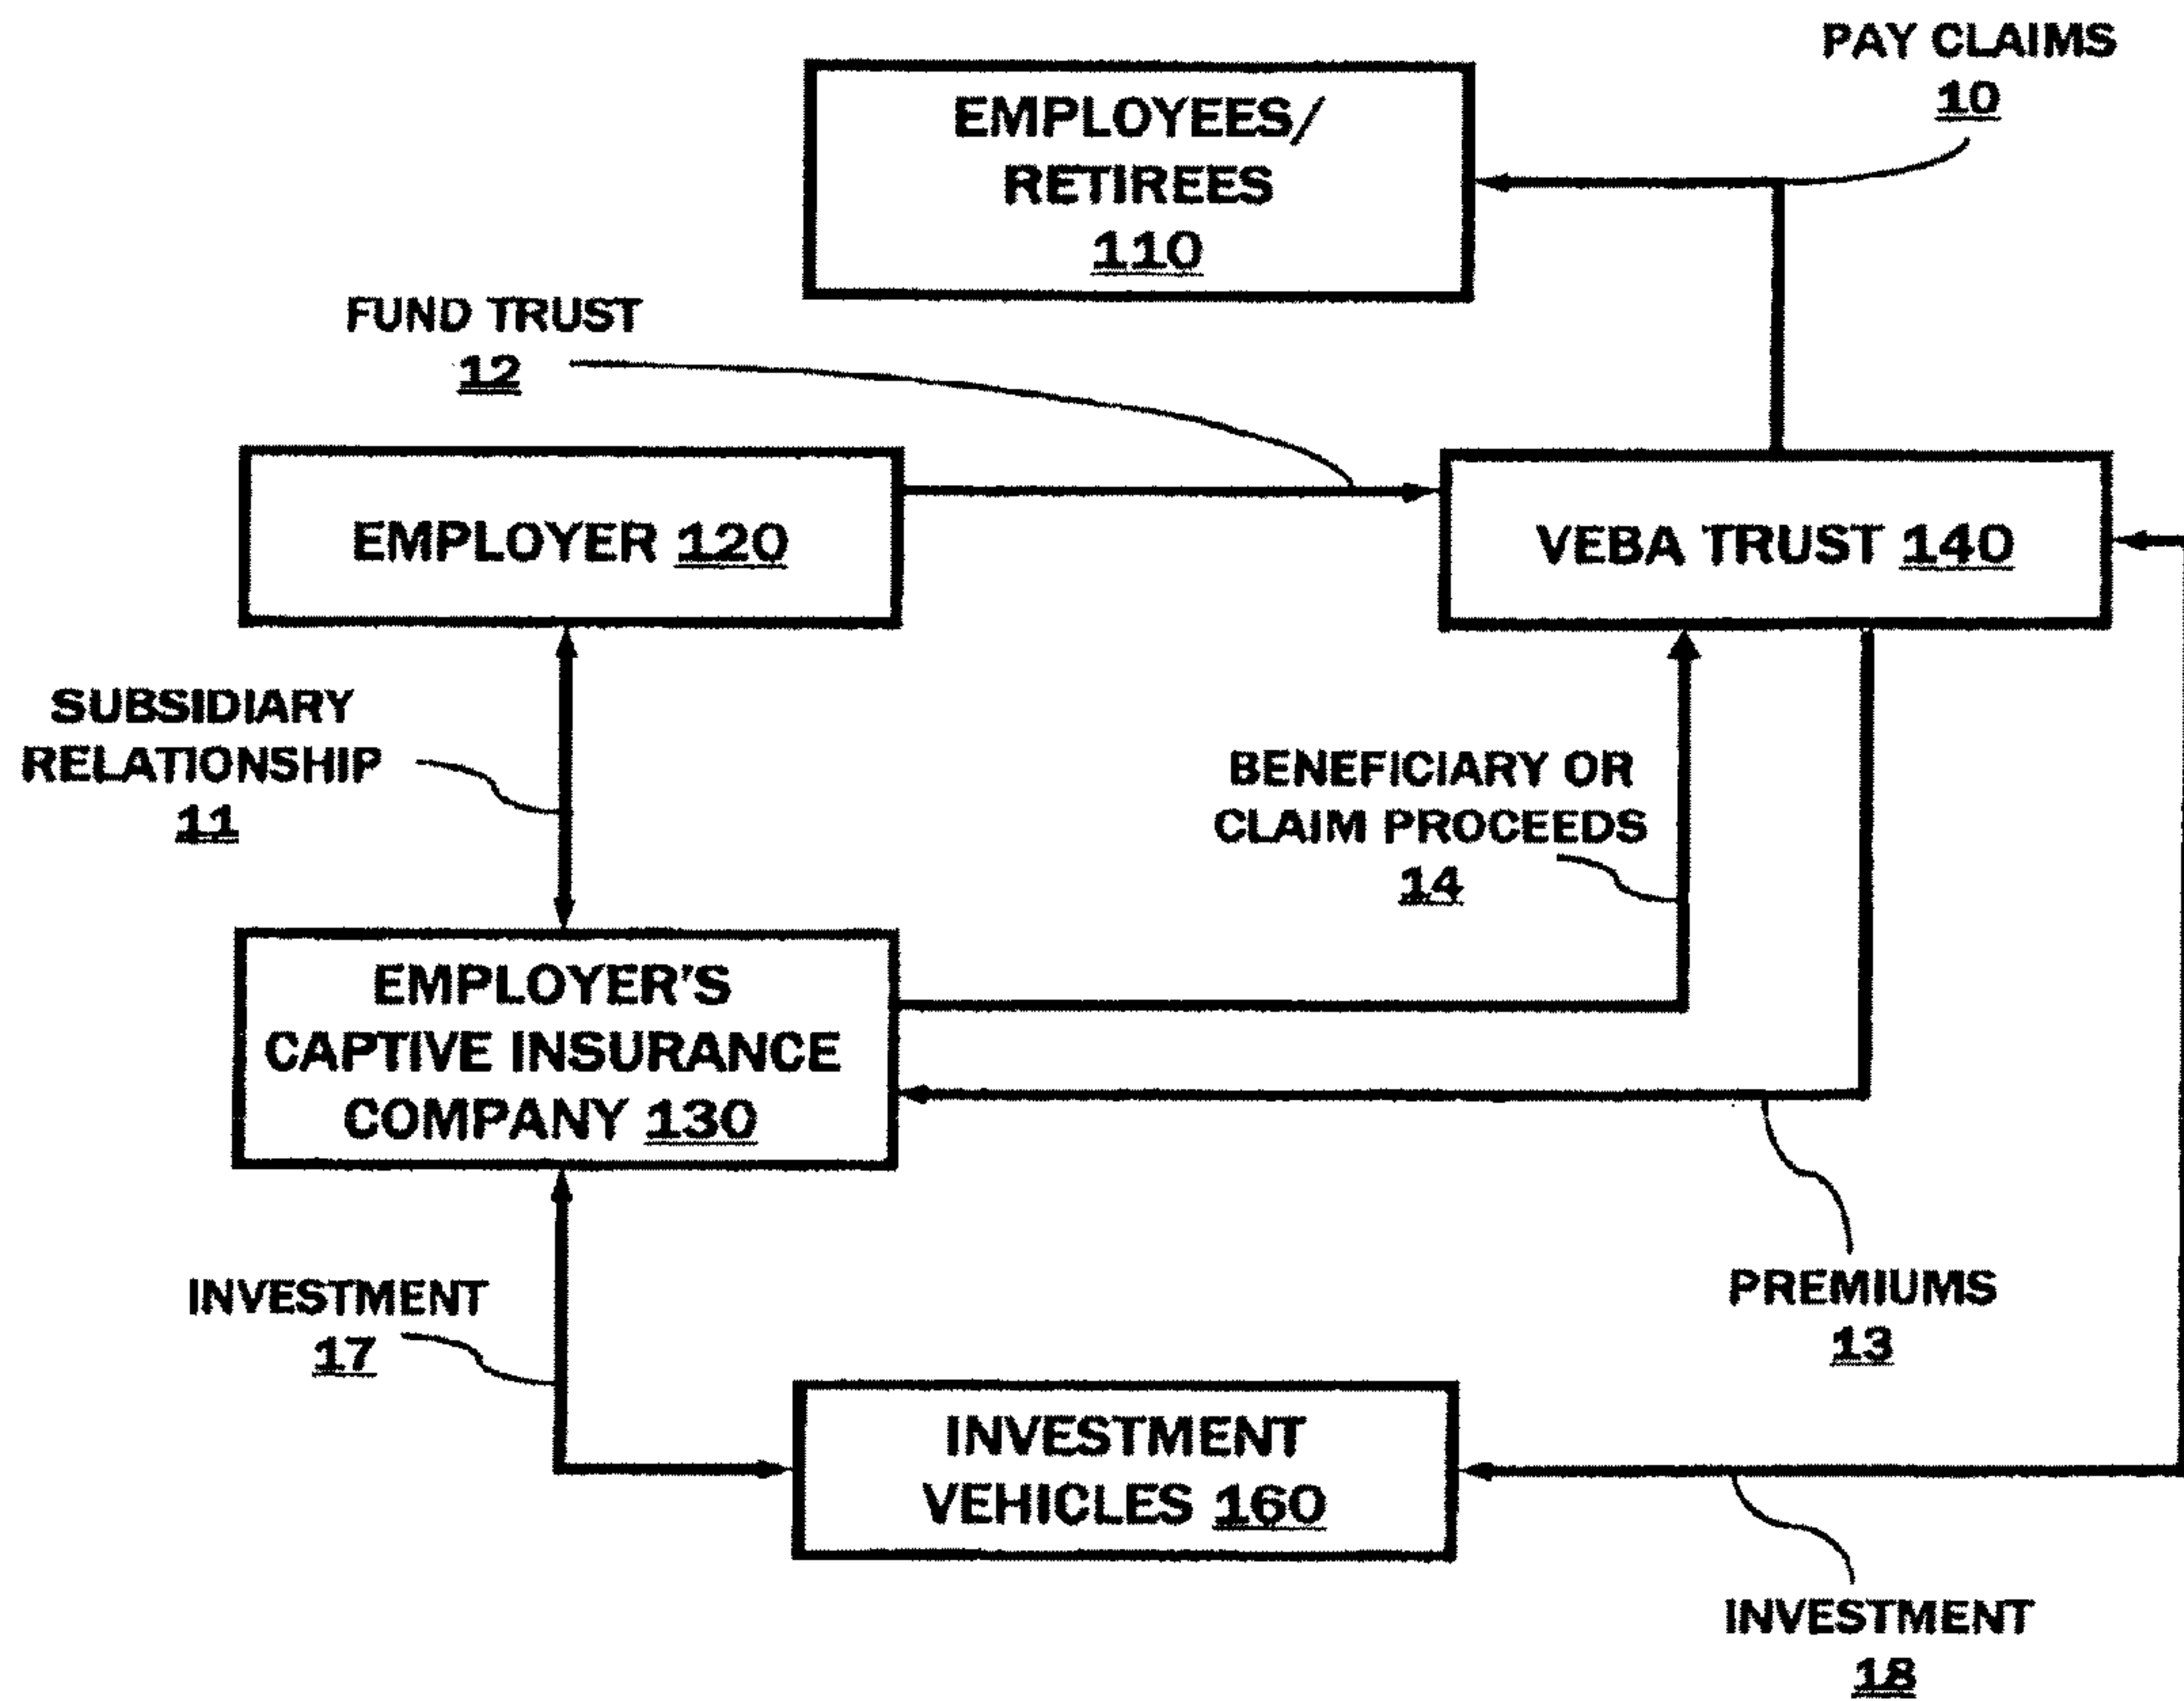 PAY CLAIMS
10
EMPLOYEES/
RETIREES
110
FUND TRUST
12
EMPLOYER 120
VEBA TRUST 140
SUBSIDIARY
RELATIONSHIP
11
BENEFICIARY OR
CLAIM PROCEEDS
14
EMPLOYER'S
CAPTIVE INSURANCE
COMPANY 130
INVESTMENT
17
PREMIUMS
13
INVESTMENT
VEHICLES 160
INVESTMENT
18